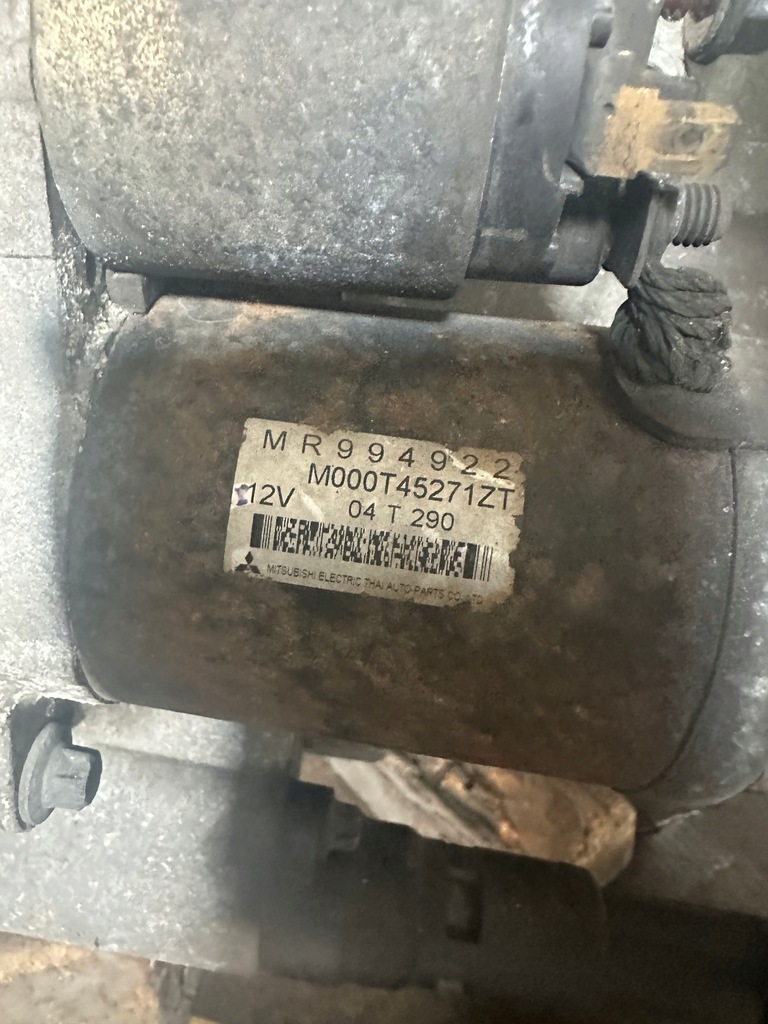 MR994922
M000T45271ZT
12V 04 T 290
MITSUBISHI ELECTRIC THAI AUTO-PARTS CO.,LTD